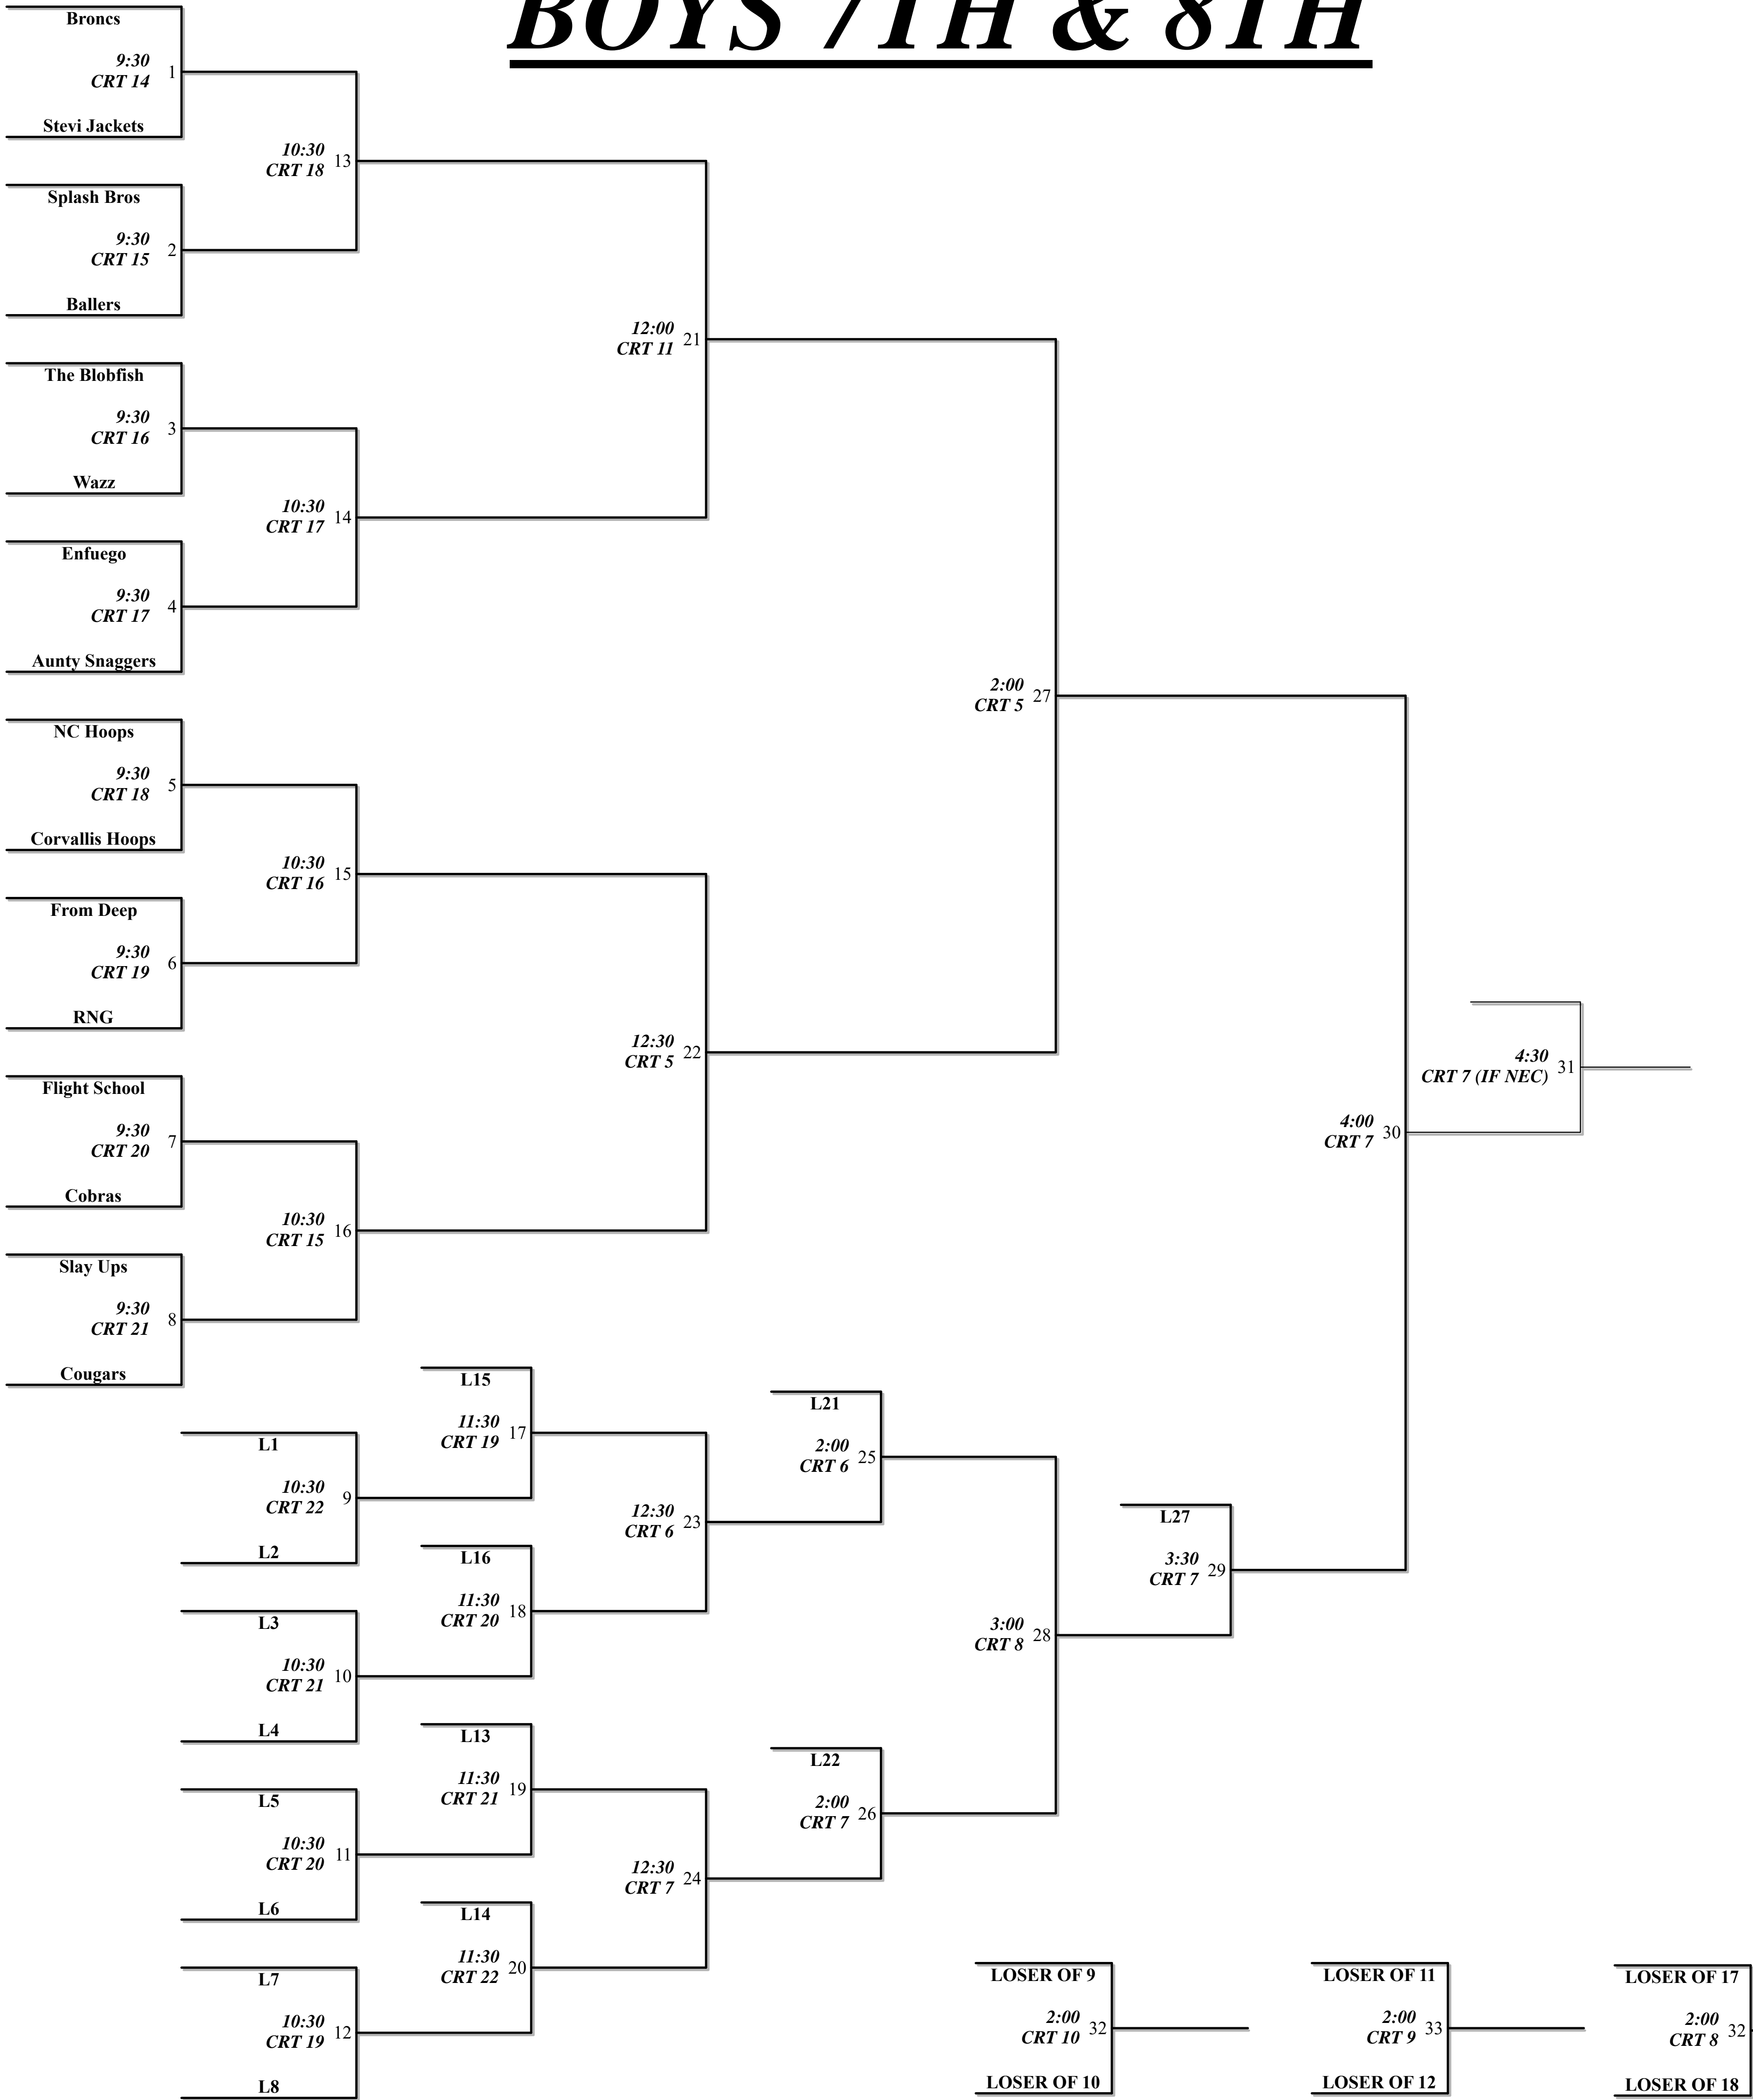 BOYS 7TH & 8TH
Broncs
9:30
CRT 14
1
Stevi Jackets
10:30
CRT 18
13
Splash Bros
9:30
CRT 15
2
Ballers
12:00
CRT 11
21
The Blobfish
9:30
CRT 16
3
Wazz
10:30
CRT 17
14
Enfuego
9:30
CRT 17
4
Aunty Snaggers
2:00
CRT 5
27
NC Hoops
9:30
CRT 18
5
Corvallis Hoops
10:30
CRT 16
15
From Deep
9:30
CRT 19
6
RNG
12:30
CRT 5
22
4:30
CRT 7 (IF NEC)
31
Flight School
9:30
CRT 20
7
Cobras
4:00
CRT 7
30
10:30
CRT 15
16
Slay Ups
9:30
CRT 21
8
Cougars
L15
11:30
CRT 19
17
L21
2:00
CRT 6
25
L1
10:30
CRT 22
9
L2
12:30
CRT 6
23
L27
3:30
CRT 7
29
L16
11:30
CRT 20
18
L3
10:30
CRT 21
10
L4
3:00
CRT 8
28
L13
11:30
CRT 21
19
L22
2:00
CRT 7
26
L5
10:30
CRT 20
11
L6
12:30
CRT 7
24
L14
11:30
CRT 22
20
L7
10:30
CRT 19
12
L8
LOSER OF 9
2:00
CRT 10
32
LOSER OF 10
LOSER OF 11
2:00
CRT 9
33
LOSER OF 12
LOSER OF 17
2:00
CRT 8
32
LOSER OF 18